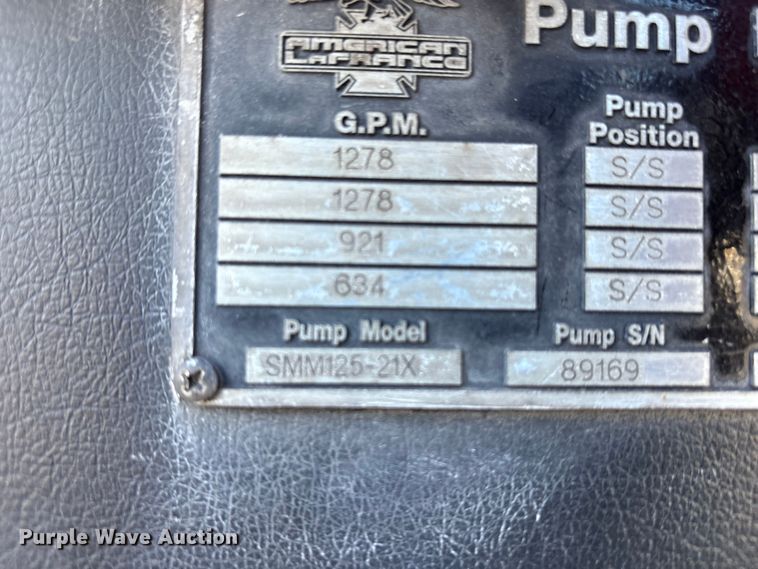 AMERICAN
LaFRANCE
Pump
G.P.M.
Pump
Position
1278 S/S
1278 S/S
921 S/S
634 S/S
Pump Model Pump S/N
SMM125-21X 89169
Purple Wave Auction